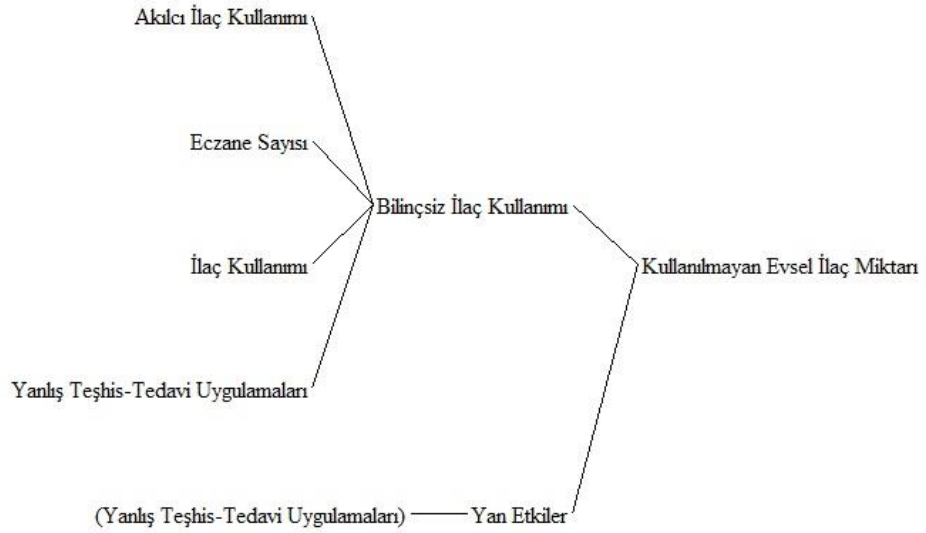 Akılcı İlaç Kullanımı
Eczane Sayısı
Bilinçsiz İlaç Kullanımı
İlaç Kullanımı
Kullanılmayan Evsel İlaç Miktarı
Yanlış Teşhis-Tedavi Uygulamaları
(Yanlış Teşhis-Tedavi Uygulamaları)
Yan Etkiler